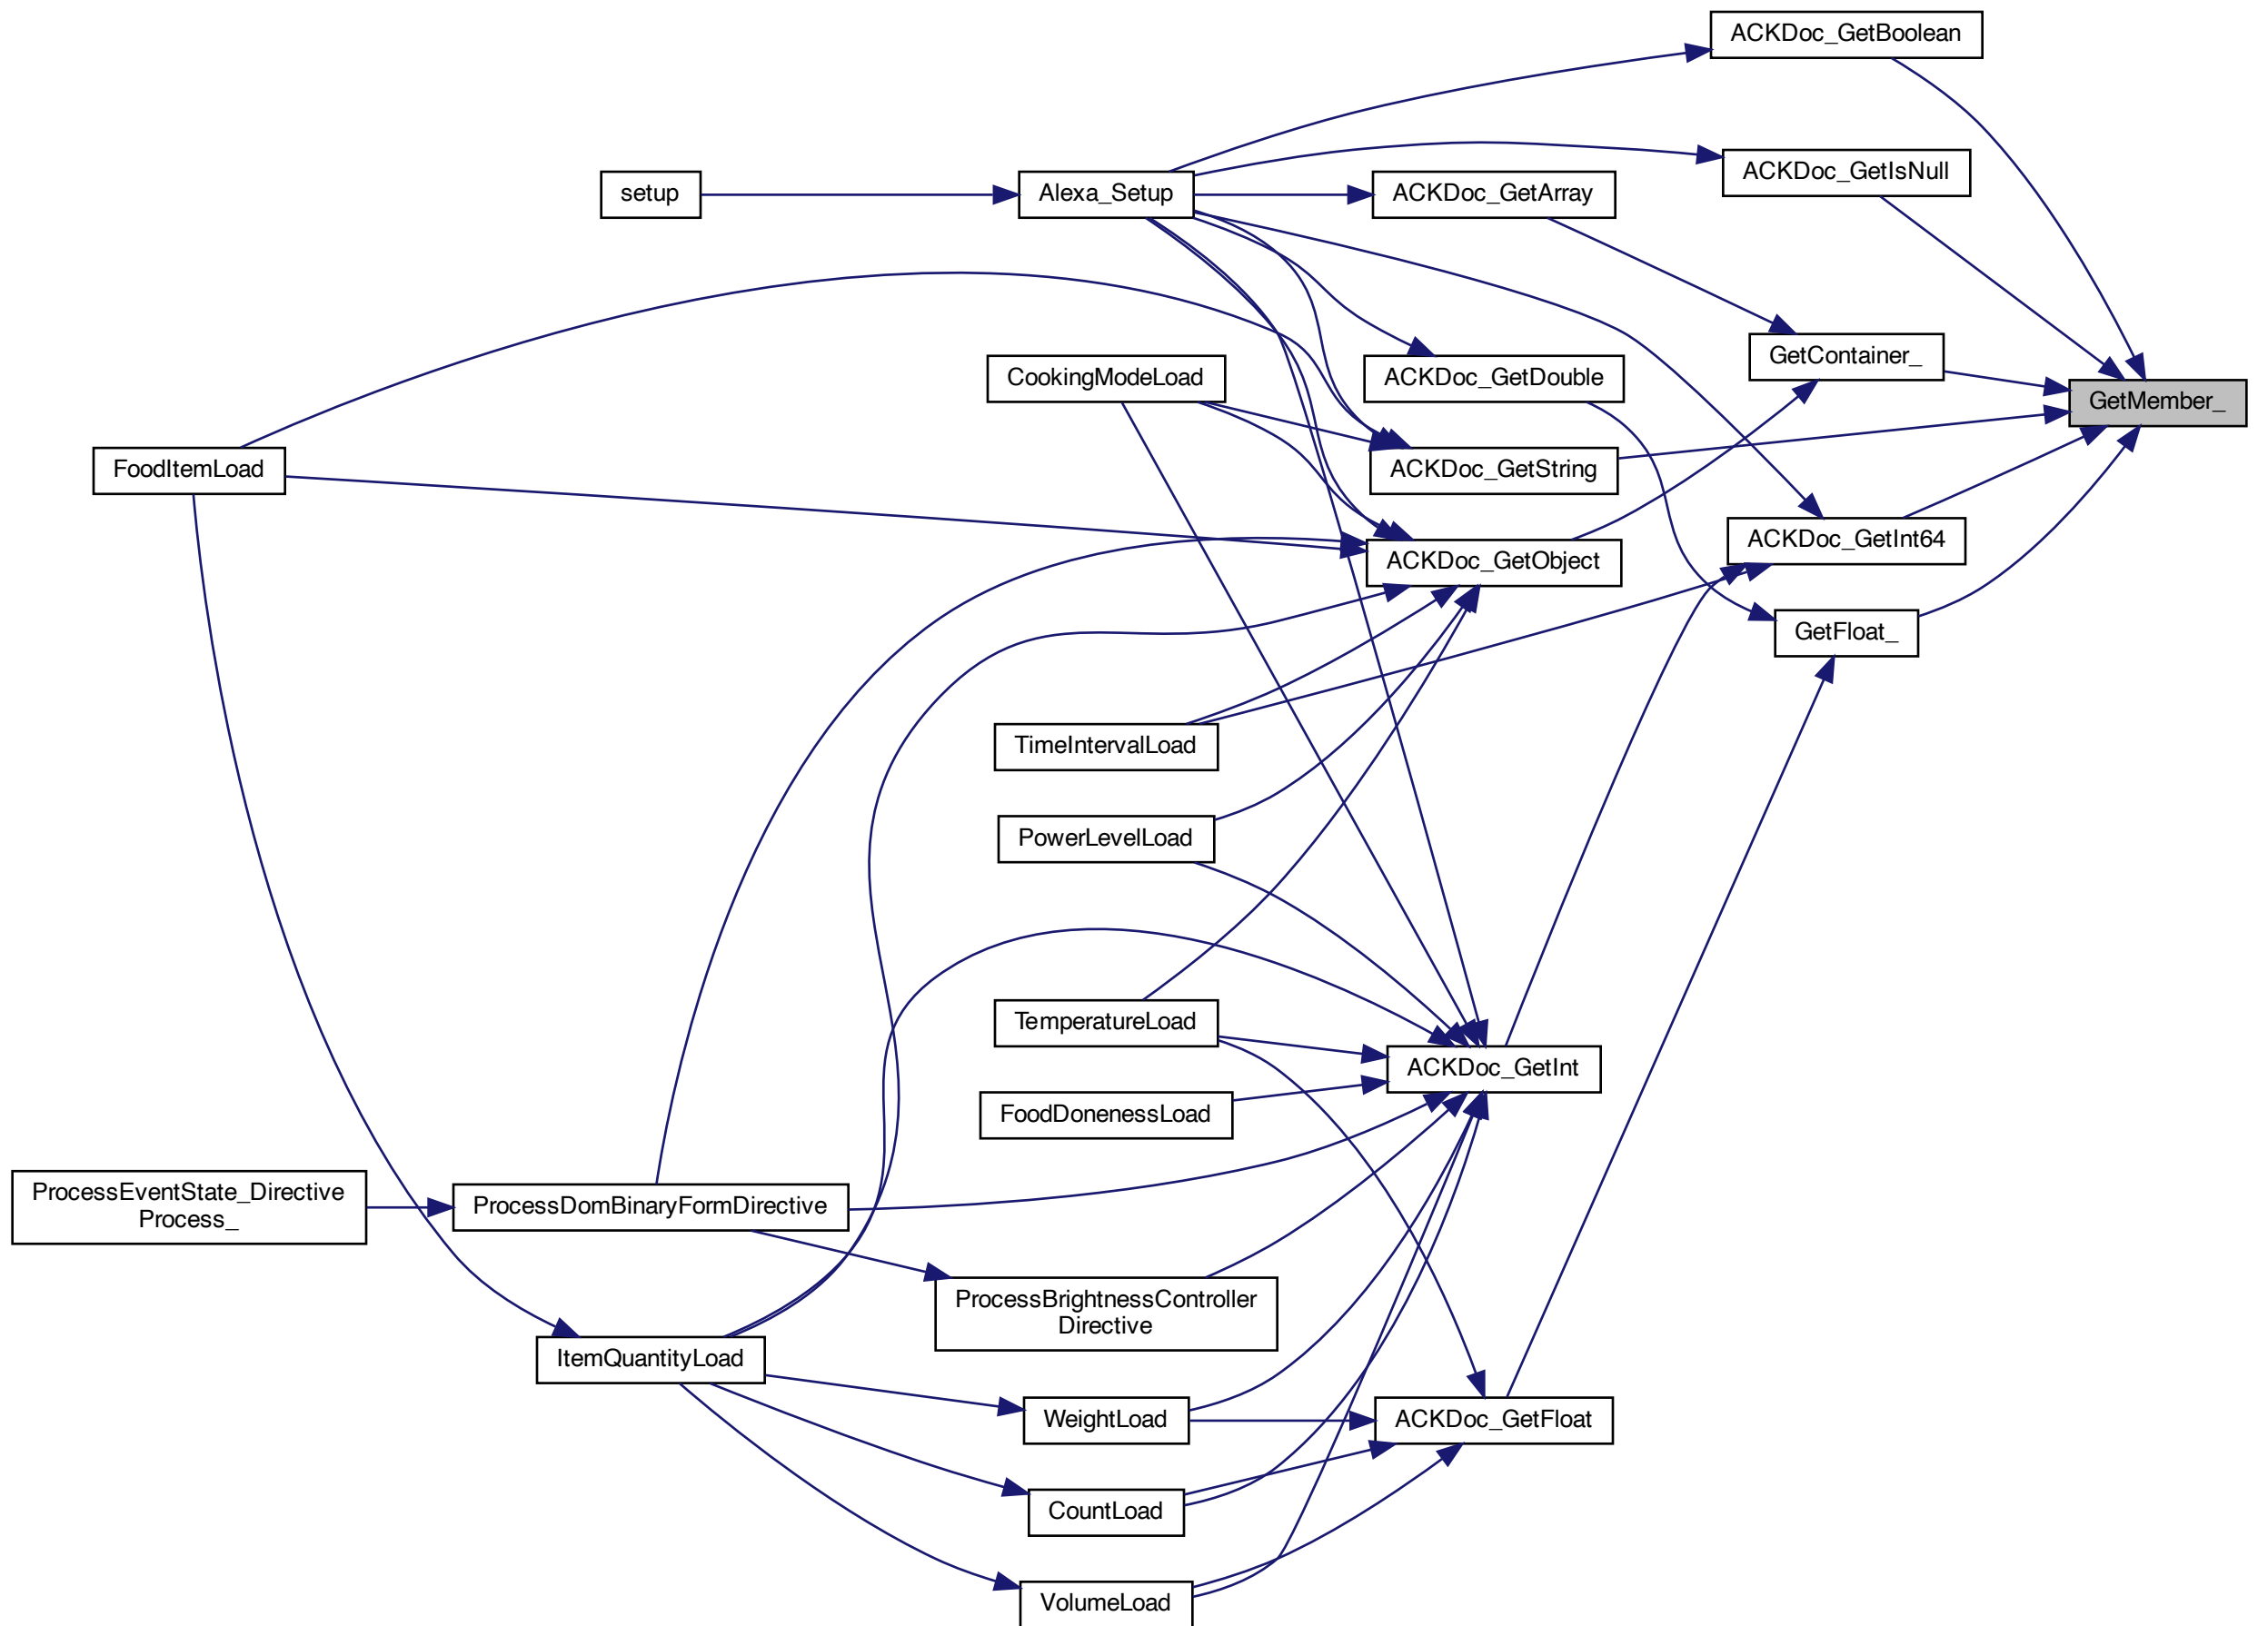 ACKDoc_GetBoolean
ACKDoc_GetIsNull
setup
Alexa_Setup
ACKDoc_GetArray
GetContainer_
CookingModeLoad
ACKDoc_GetDouble
GetMember_
FoodItemLoad
ACKDoc_GetString
ACKDoc_GetInt64
ACKDoc_GetObject
GetFloat_
TimeIntervalLoad
PowerLevelLoad
TemperatureLoad
ACKDoc_GetInt
FoodDonenessLoad
ProcessEventState_Directive
Process_
ProcessDomBinaryFormDirective
ProcessBrightnessController
Directive
ItemQuantityLoad
WeightLoad
ACKDoc_GetFloat
CountLoad
VolumeLoad